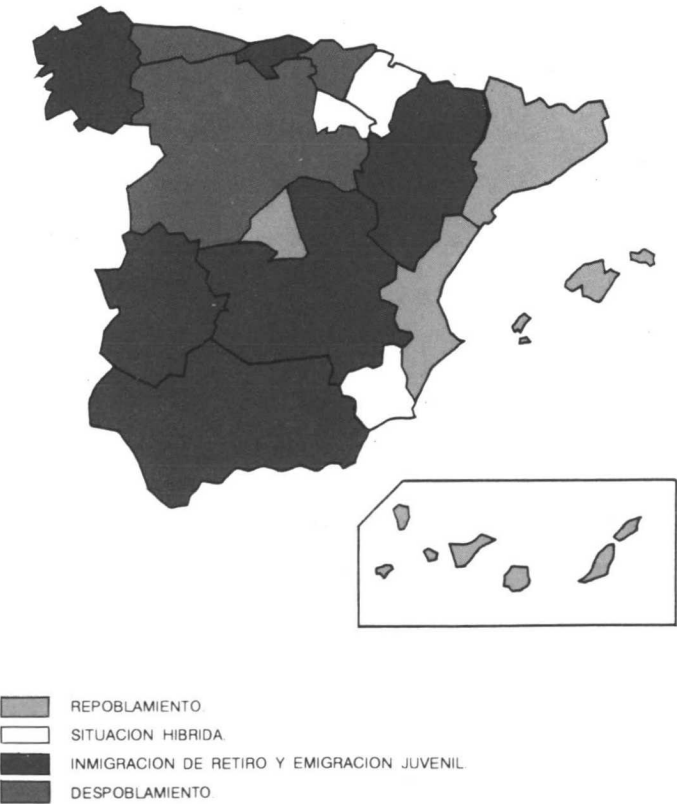 REPOBLAMIENTO.
SITUACION HIBRIDA.
INMIGRACION DE RETIRO Y EMIGRACION JUVENIL.
DESPOBLAMIENTO.